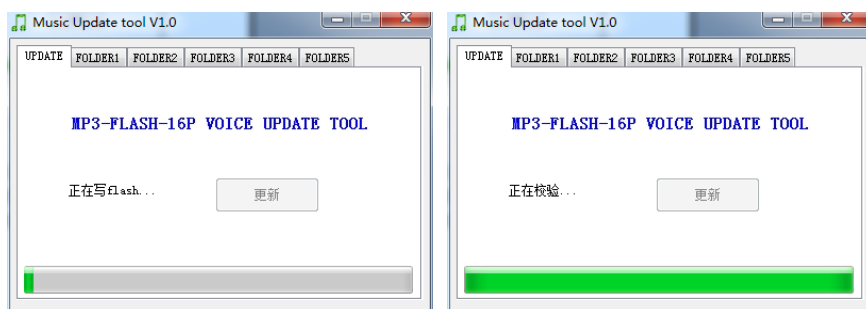 Music Update tool V1.0
UPDATE FOLDER1 FOLDER2 FOLDER3 FOLDER4 FOLDER5
MP3-FLASH-16P VOICE UPDATE TOOL
正在写flash...
更新
Music Update tool V1.0
UPDATE FOLDER1 FOLDER2 FOLDER3 FOLDER4 FOLDER5
MP3-FLASH-16P VOICE UPDATE TOOL
正在校验...
更新